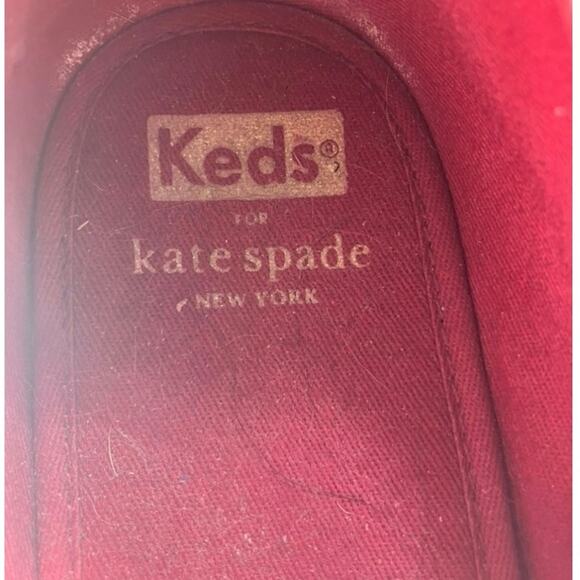 Keds®
FOR
kate spade
NEW YORK